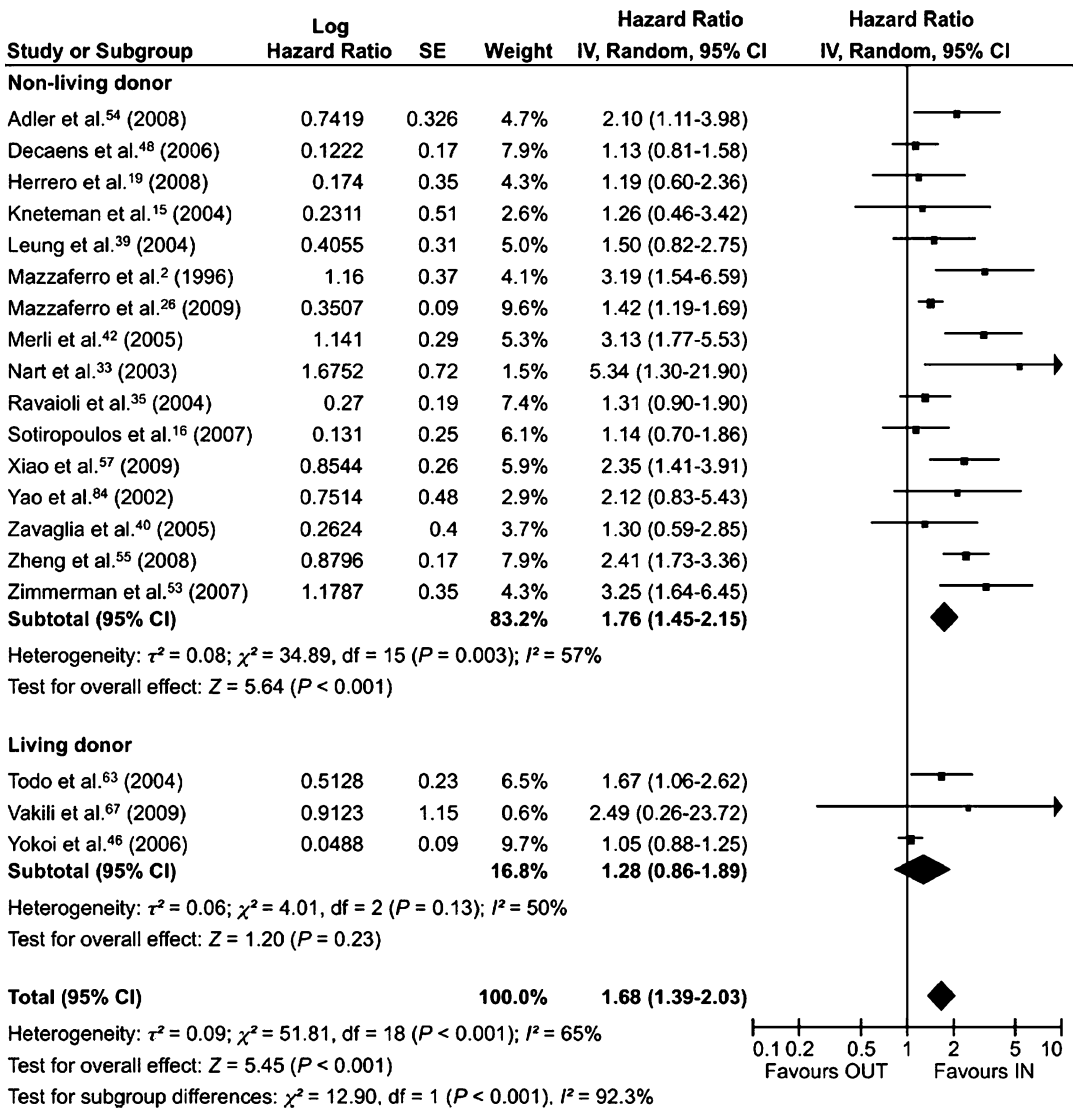 Study or Subgroup Log Hazard Ratio SE Weight Hazard Ratio IV, Random, 95% CI Hazard Ratio IV, Random, 95% CI
Non-living donor
Adler et al.54 (2008) 0.7419 0.326 4.7% 2.10 (1.11-3.98)
Decaens et al.48 (2006) 0.1222 0.17 7.9% 1.13 (0.81-1.58)
Herrero et al.19 (2008) 0.174 0.35 4.3% 1.19 (0.60-2.36)
Kneteman et al.15 (2004) 0.2311 0.51 2.6% 1.26 (0.46-3.42)
Leung et al.39 (2004) 0.4055 0.31 5.0% 1.50 (0.82-2.75)
Mazzaferro et al.2 (1996) 1.16 0.37 4.1% 3.19 (1.54-6.59)
Mazzaferro et al.26 (2009) 0.3507 0.09 9.6% 1.42 (1.19-1.69)
Merli et al.42 (2005) 1.141 0.29 5.3% 3.13 (1.77-5.53)
Nart et al.33 (2003) 1.6752 0.72 1.5% 5.34 (1.30-21.90)
Ravaioli et al.35 (2004) 0.27 0.19 7.4% 1.31 (0.90-1.90)
Sotiropoulos et al.16 (2007) 0.131 0.25 6.1% 1.14 (0.70-1.86)
Xiao et al.57 (2009) 0.8544 0.26 5.9% 2.35 (1.41-3.91)
Yao et al.84 (2002) 0.7514 0.48 2.9% 2.12 (0.83-5.43)
Zavaglia et al.40 (2005) 0.2624 0.4 3.7% 1.30 (0.59-2.85)
Zheng et al.55 (2008) 0.8796 0.17 7.9% 2.41 (1.73-3.36)
Zimmerman et al.53 (2007) 1.1787 0.35 4.3% 3.25 (1.64-6.45)
Subtotal (95% CI) 83.2% 1.76 (1.45-2.15)
Heterogeneity: τ² = 0.08; χ² = 34.89, df = 15 (P = 0.003); I² = 57%
Test for overall effect: Z = 5.64 (P < 0.001)
Living donor
Todo et al.63 (2004) 0.5128 0.23 6.5% 1.67 (1.06-2.62)
Vakili et al.67 (2009) 0.9123 1.15 0.6% 2.49 (0.26-23.72)
Yokoi et al.46 (2006) 0.0488 0.09 9.7% 1.05 (0.88-1.25)
Subtotal (95% CI) 16.8% 1.28 (0.86-1.89)
Heterogeneity: τ² = 0.06; χ² = 4.01, df = 2 (P = 0.13); I² = 50%
Test for overall effect: Z = 1.20 (P = 0.23)
Total (95% CI) 100.0% 1.68 (1.39-2.03)
Heterogeneity: τ² = 0.09; χ² = 51.81, df = 18 (P < 0.001); I² = 65%
Test for overall effect: Z = 5.45 (P < 0.001)
Test for subgroup differences: χ² = 12.90, df = 1 (P < 0.001), I² = 92.3%
0.1 0.2 0.5 1 2 5 10
Favours OUT Favours IN